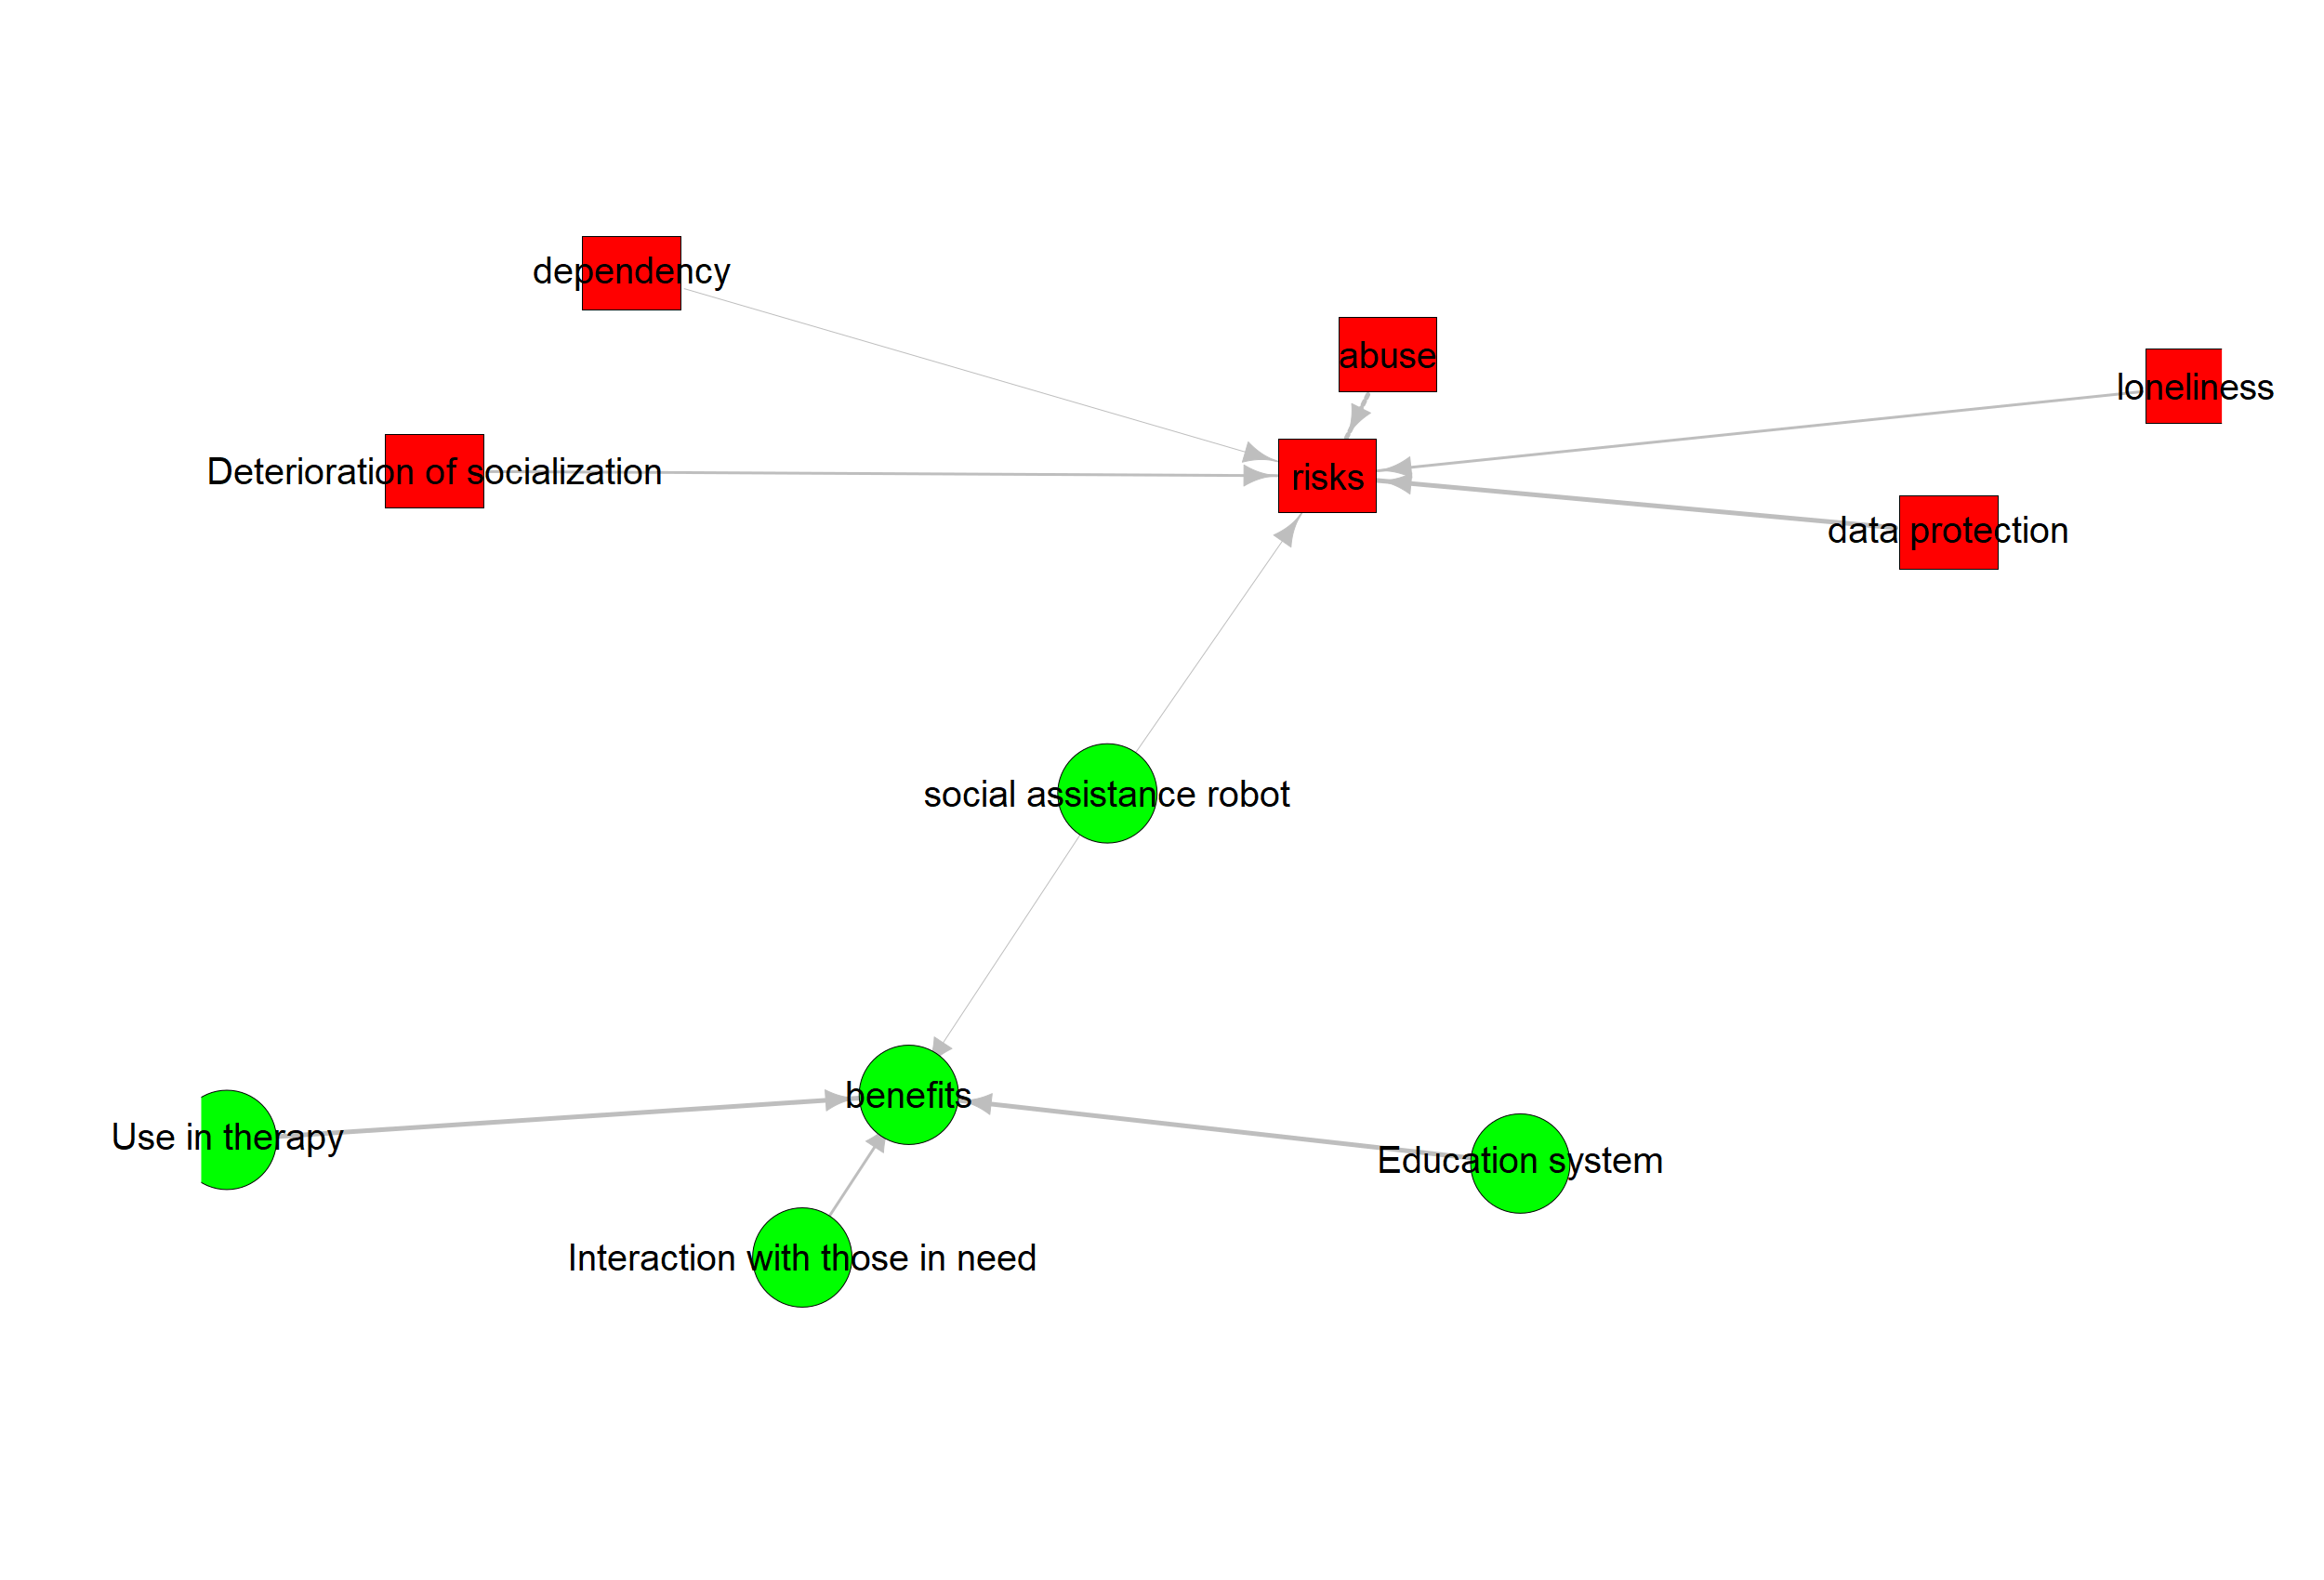 dependency
abuse
loneliness
Deterioration of socialization
risks
data protection
social assistance robot
benefits
Use in therapy
Education system
Interaction with those in need